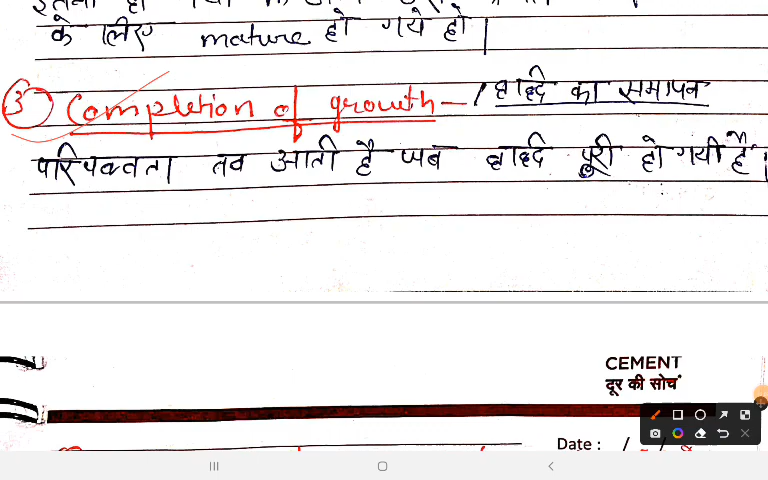 के लिए mature हो गये हो |
③ Completion of growth - / वृद्धि का समापन
परिपक्वता तब आती है जब वृद्धि पूरी हो गयी है |
CEMENT
दूर की सोच
Date : / /